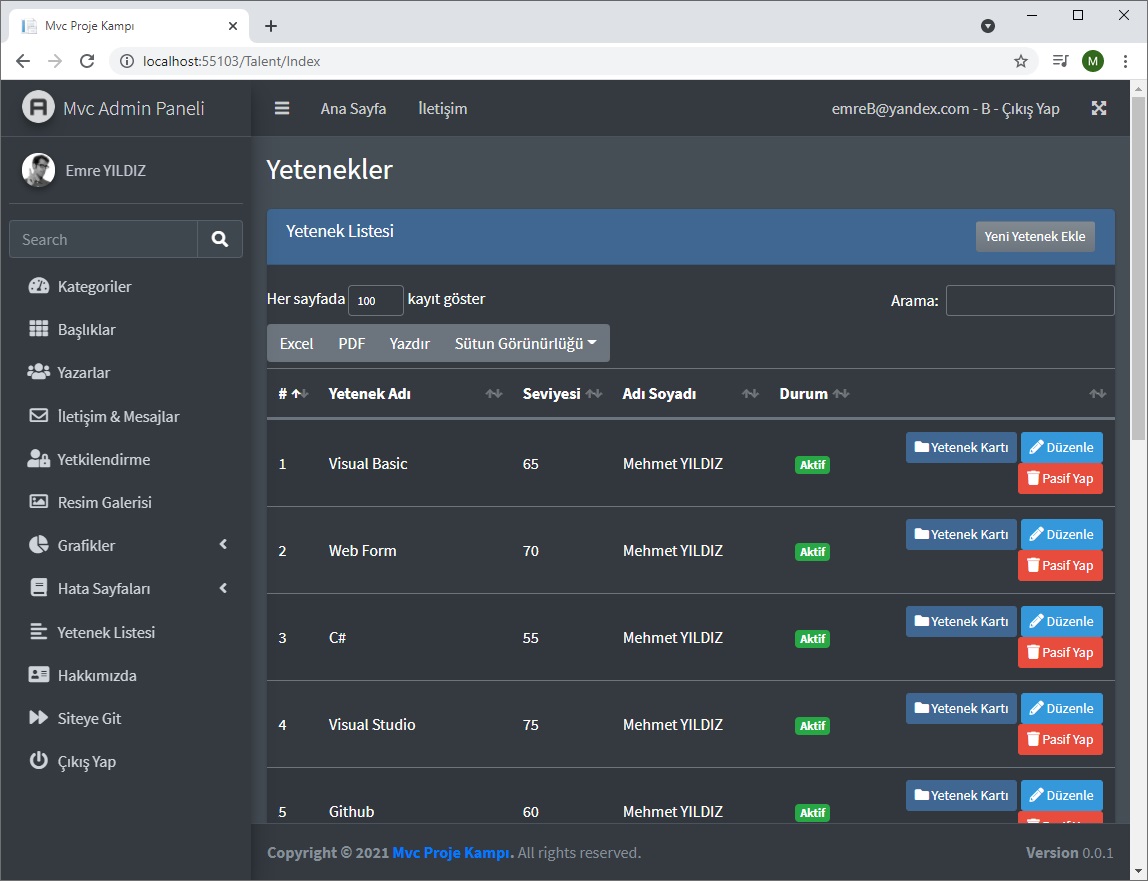 Mvc Proje Kampı
localhost:55103/Talent/Index
M
Mvc Admin Paneli
Ana Sayfa
İletişim
emreB@yandex.com - B - Çıkış Yap
Emre YILDIZ
Search
Kategoriler
Başlıklar
Yazarlar
İletişim & Mesajlar
Yetkilendirme
Resim Galerisi
Grafikler
Hata Sayfaları
Yetenek Listesi
Hakkımızda
Siteye Git
Çıkış Yap
Yetenekler
Yetenek Listesi
Yeni Yetenek Ekle
Her sayfada 100 kayıt göster
Arama:
Excel PDF Yazdır Sütun Görünürlüğü
# Yetenek Adı Seviyesi Adı Soyadı Durum
1 Visual Basic 65 Mehmet YILDIZ Aktif Yetenek Kartı Düzenle
Pasif Yap
2 Web Form 70 Mehmet YILDIZ Aktif Yetenek Kartı Düzenle
Pasif Yap
3 C# 55 Mehmet YILDIZ Aktif Yetenek Kartı Düzenle
Pasif Yap
4 Visual Studio 75 Mehmet YILDIZ Aktif Yetenek Kartı Düzenle
Pasif Yap
5 Github 60 Mehmet YILDIZ Aktif Yetenek Kartı Düzenle
Copyright © 2021 Mvc Proje Kampı. All rights reserved.
Version 0.0.1